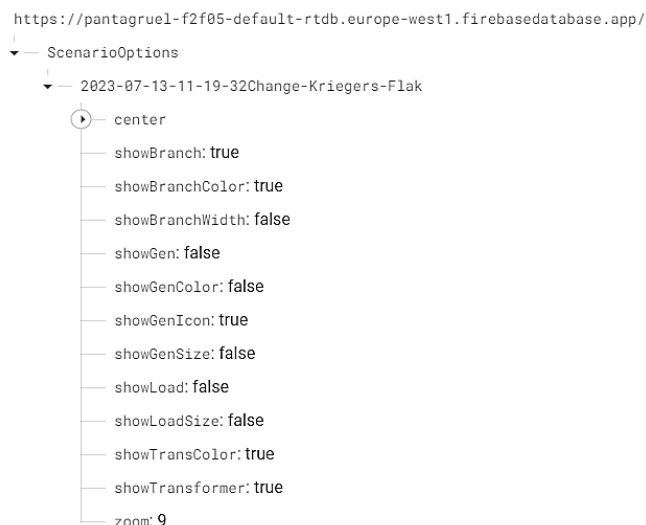 https://pantagruel-f2f05-default-rtdb.europe-west1.firebasedatabase.app/
ScenarioOptions
2023-07-13-11-19-32Change-Kriegers-Flak
center
showBranch: true
showBranchColor: true
showBranchWidth: false
showGen: false
showGenColor: false
showGenIcon: true
showGenSize: false
showLoad: false
showLoadSize: false
showTransColor: true
showTransformer: true
zoom: 9